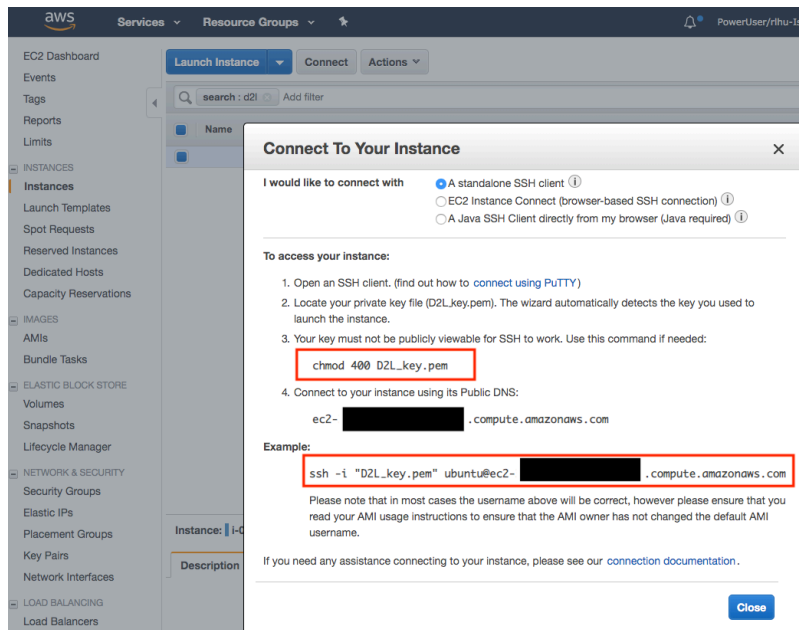 aws
Services
Resource Groups
PowerUser/rlhu-Is
EC2 Dashboard
Events
Tags
Reports
Limits
INSTANCES
Instances
Launch Templates
Spot Requests
Reserved Instances
Dedicated Hosts
Capacity Reservations
IMAGES
AMIs
Bundle Tasks
ELASTIC BLOCK STORE
Volumes
Snapshots
Lifecycle Manager
NETWORK & SECURITY
Security Groups
Elastic IPs
Placement Groups
Key Pairs
Network Interfaces
LOAD BALANCING
Load Balancers
Launch Instance
Connect
Actions
search : d2l
Add filter
Name
Connect To Your Instance
I would like to connect with
A standalone SSH client
EC2 Instance Connect (browser-based SSH connection)
A Java SSH Client directly from my browser (Java required)
To access your instance:
1. Open an SSH client. (find out how to connect using PuTTY)
2. Locate your private key file (D2L_key.pem). The wizard automatically detects the key you used to
launch the instance.
3. Your key must not be publicly viewable for SSH to work. Use this command if needed:
chmod 400 D2L_key.pem
4. Connect to your instance using its Public DNS:
ec2- .compute.amazonaws.com
Example:
ssh -i "D2L_key.pem" ubuntu@ec2- .compute.amazonaws.com
Please note that in most cases the username above will be correct, however please ensure that you
read your AMI usage instructions to ensure that the AMI owner has not changed the default AMI
username.
If you need any assistance connecting to your instance, please see our connection documentation.
Close
Instance:
Description